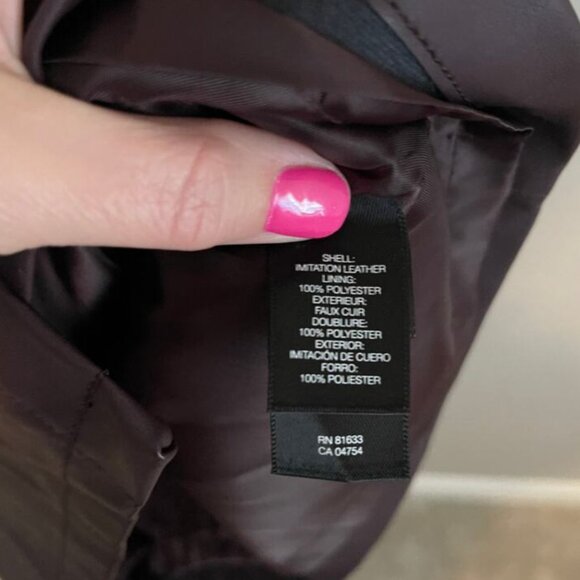 SHELL:
IMITATION LEATHER
LINING:
100% POLYESTER
EXTERIEUR:
FAUX CUIR
DOUBLURE:
100% POLYESTER
EXTERIOR:
IMITACIÓN DE CUERO
FORRO:
100% POLIESTER
RN 81633
CA 04754